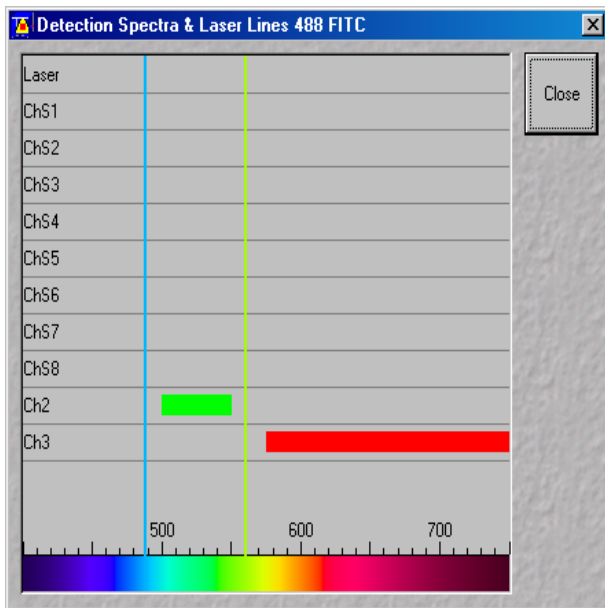 Detection Spectra & Laser Lines 488 FITC
Close
Laser
ChS1
ChS2
ChS3
ChS4
ChS5
ChS6
ChS7
ChS8
Ch2
Ch3
500 600 700